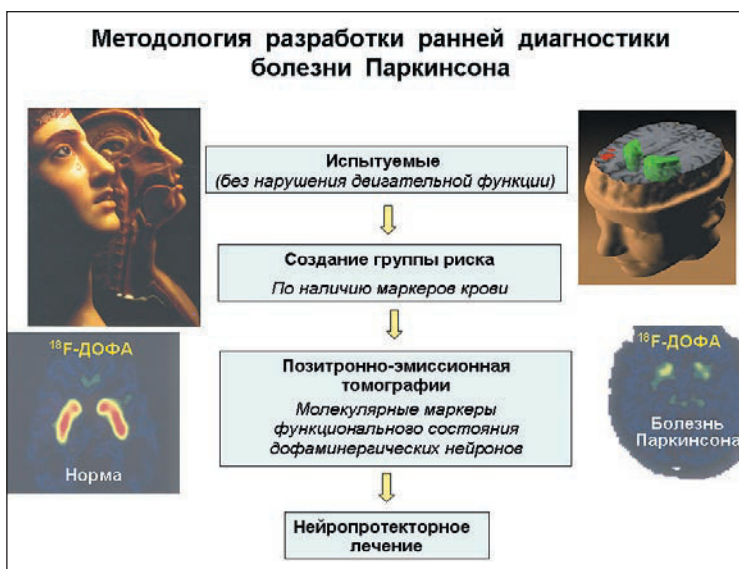 Методология разработки ранней диагностики
болезни Паркинсона
Испытуемые
(без нарушения двигательной функции)
Создание группы риска
По наличию маркеров крови
18F-ДОФА
Норма
Позитронно-эмиссионная
томографии
Молекулярные маркеры
функционального состояния
дофаминергических нейронов
18F-ДОФА
Болезнь
Паркинсона
Нейропротекторное
лечение